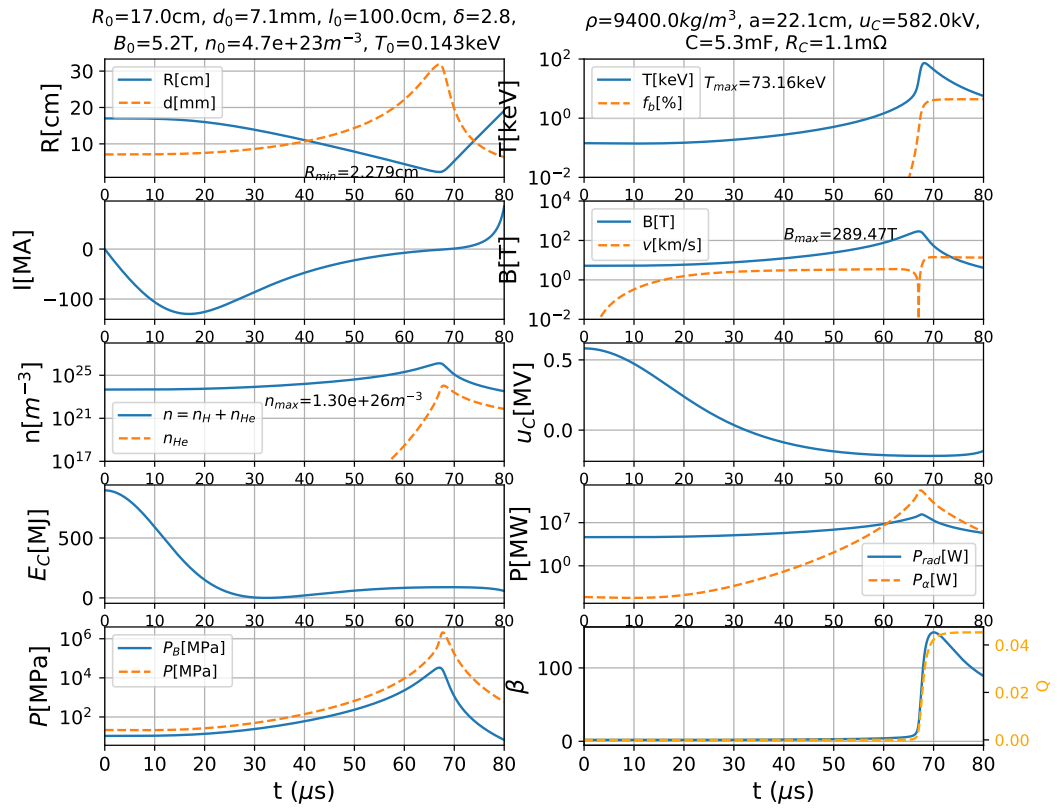 R₀=17.0cm, d₀=7.1mm, l₀=100.0cm, δ=2.8,
B₀=5.2T, n₀=4.7e+23m⁻³, T₀=0.143keV
ρ=9400.0kg/m³, a=22.1cm, u_C=582.0kV,
C=5.3mF, R_C=1.1mΩ
R[cm]
30
20
10
R[cm]
d[mm]
R_min=2.279cm
0 10 20 30 40 50 60 70 80
T[keV]
10²
10⁰
10⁻²
T[keV]
f_b[%]
T_max=73.16keV
0 10 20 30 40 50 60 70 80
I[MA]
0
−100
0 10 20 30 40 50 60 70 80
B[T]
10⁴
10²
10⁰
10⁻²
B[T]
v[km/s]
B_max=289.47T
0 10 20 30 40 50 60 70 80
n[m⁻³]
10²⁵
10²¹
10¹⁷
n = n_H + n_He
n_He
n_max=1.30e+26m⁻³
0 10 20 30 40 50 60 70 80
u_C[MV]
0.5
0.0
0 10 20 30 40 50 60 70 80
E_C[MJ]
500
0
0 10 20 30 40 50 60 70 80
P[MW]
10⁷
10⁰
P_rad[W]
P_α[W]
0 10 20 30 40 50 60 70 80
P[MPa]
10⁶
10⁴
10²
P_B[MPa]
P[MPa]
0 10 20 30 40 50 60 70 80
t (μs)
β
100
0
0.04
0.02
0.00
Q
0 10 20 30 40 50 60 70 80
t (μs)